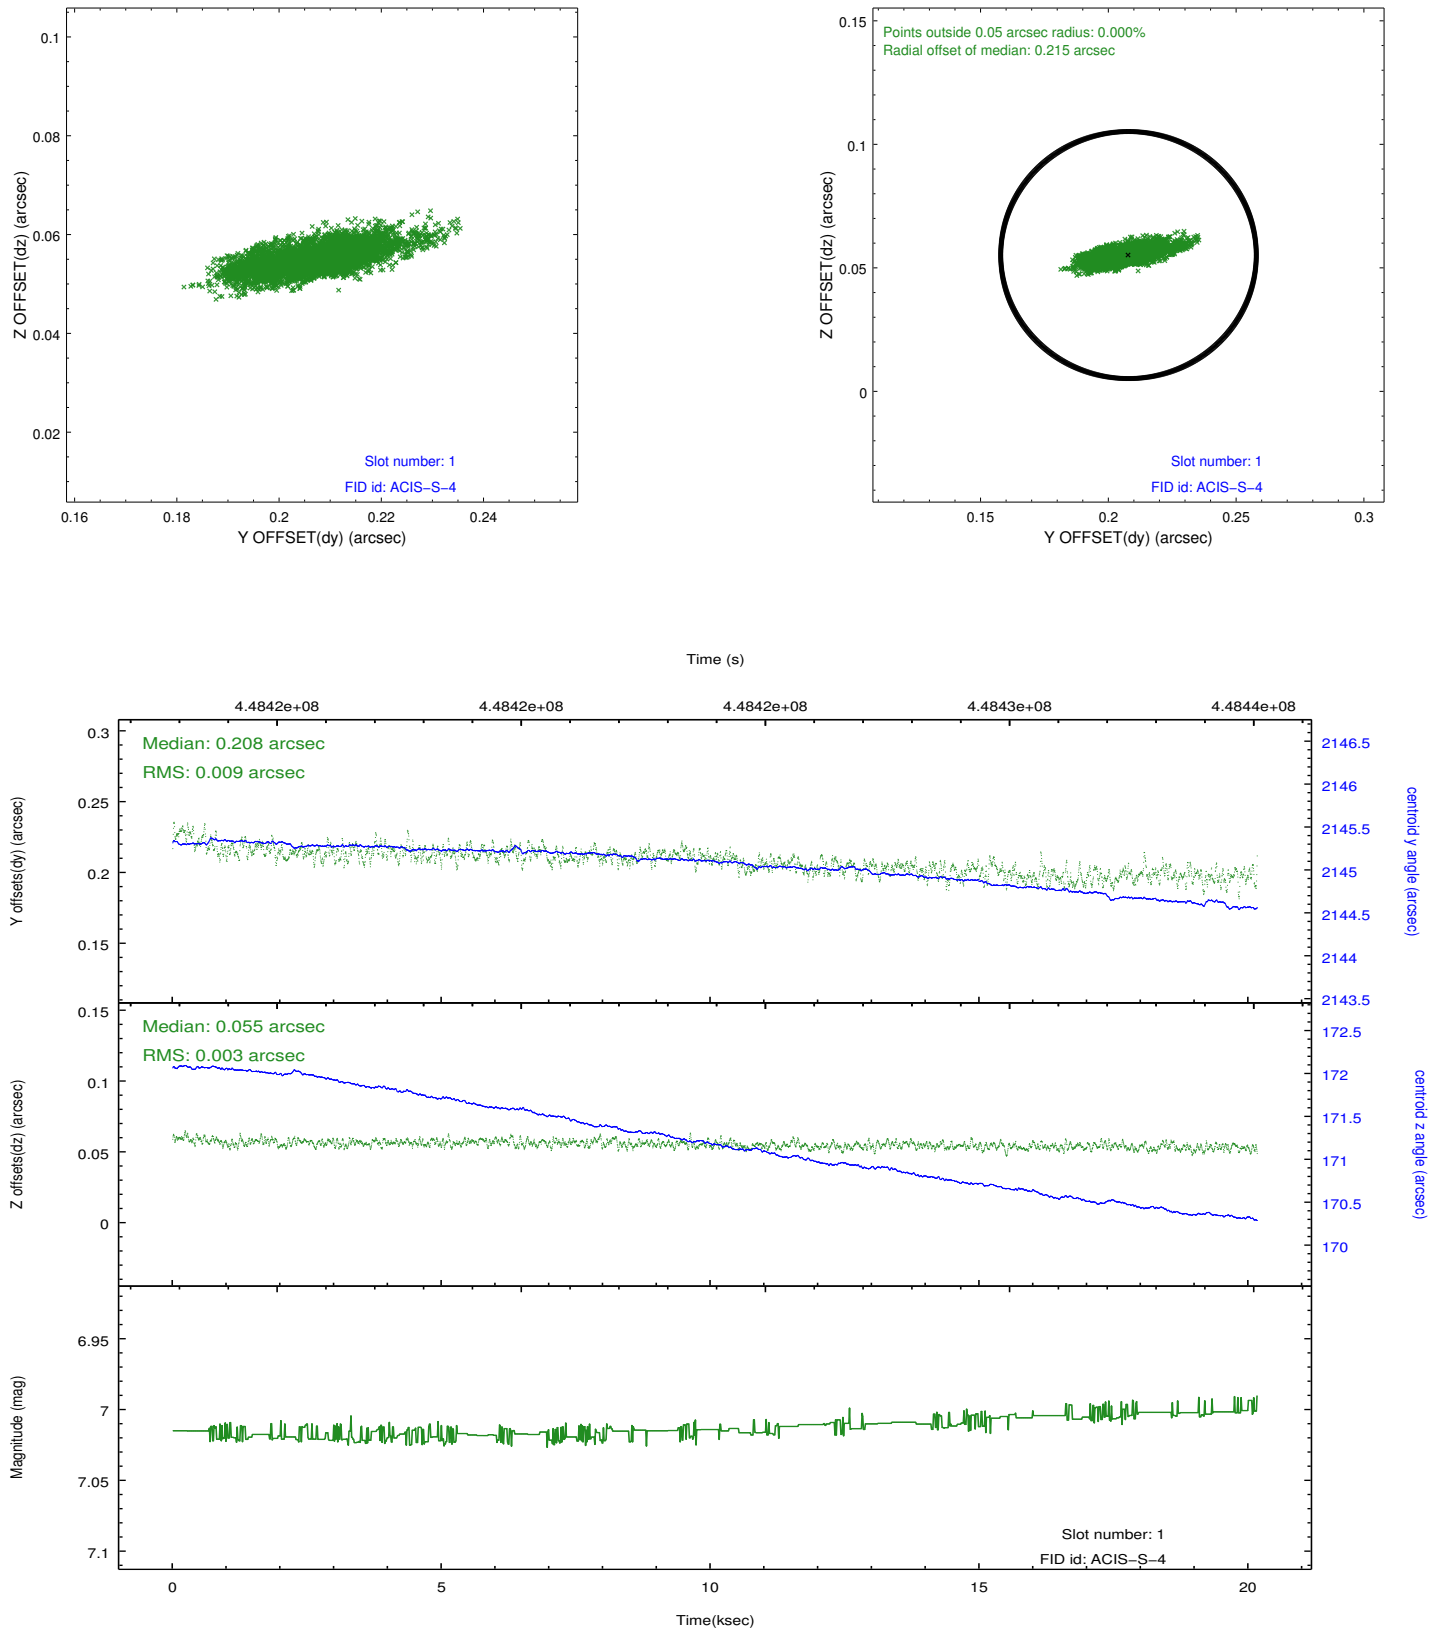 0.1
0.08
0.06
0.04
0.02
Z OFFSET(dz) (arcsec)
Slot number: 1
FID id: ACIS−S−4
0.16 0.18 0.2 0.22 0.24
Y OFFSET(dy) (arcsec)
Points outside 0.05 arcsec radius: 0.000%
Radial offset of median: 0.215 arcsec
0.15
0.1
0.05
0
Z OFFSET(dz) (arcsec)
Slot number: 1
FID id: ACIS−S−4
0.15 0.2 0.25 0.3
Y OFFSET(dy) (arcsec)
Time (s)
4.4842e+08 4.4842e+08 4.4842e+08 4.4843e+08 4.4844e+08
Median: 0.208 arcsec
RMS: 0.009 arcsec
0.3
0.25
0.2
0.15
Y offsets(dy) (arcsec)
2146.5
2146
2145.5
2145
2144.5
2144
2143.5
centroid y angle (arcsec)
Median: 0.055 arcsec
RMS: 0.003 arcsec
0.15
0.1
0.05
0
Z offsets(dz) (arcsec)
172.5
172
171.5
171
170.5
170
centroid z angle (arcsec)
6.95
7
7.05
7.1
Magnitude (mag)
Slot number: 1
FID id: ACIS−S−4
0 5 10 15 20
Time(ksec)